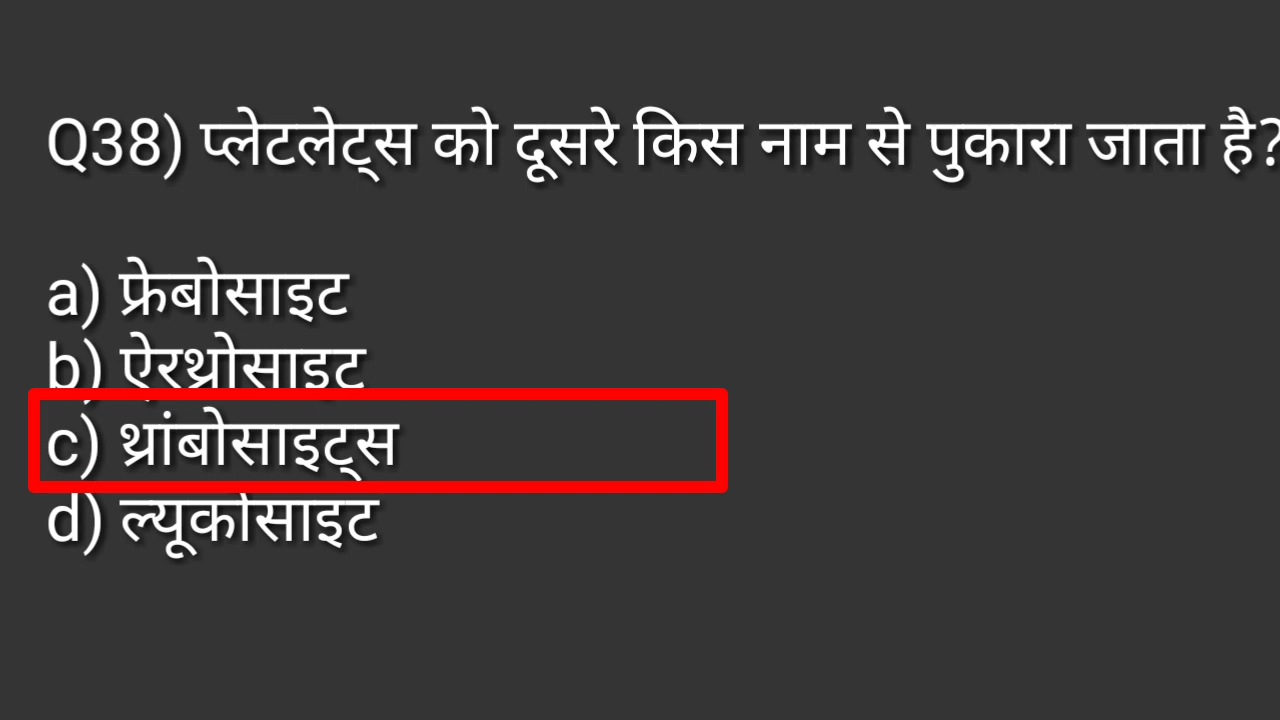 Q38) प्लेटलेट्स को दूसरे किस नाम से पुकारा जाता है?
a) फ्रेबोसाइट
b) ऐरथ्रोसाइट
c) थ्रांबोसाइट्स
d) ल्यूकोसाइट